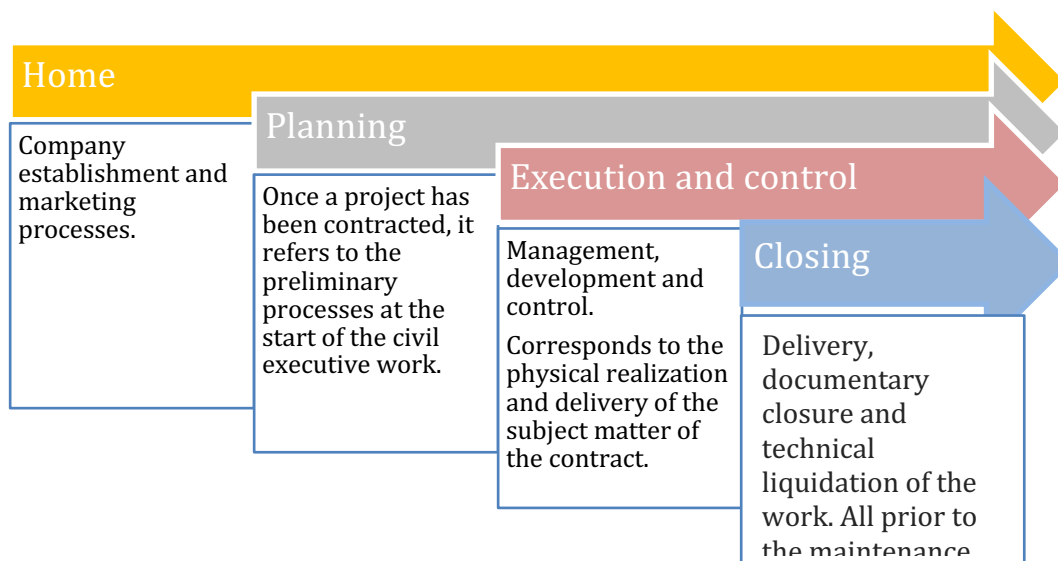 Home
Company
establishment and
marketing
processes.
Planning
Once a project has
been contracted, it
refers to the
preliminary
processes at the
start of the civil
executive work.
Execution and control
Management,
development and
control.
Corresponds to the
physical realization
and delivery of the
subject matter of
the contract.
Closing
Delivery,
documentary
closure and
technical
liquidation of the
work. All prior to
the maintenance